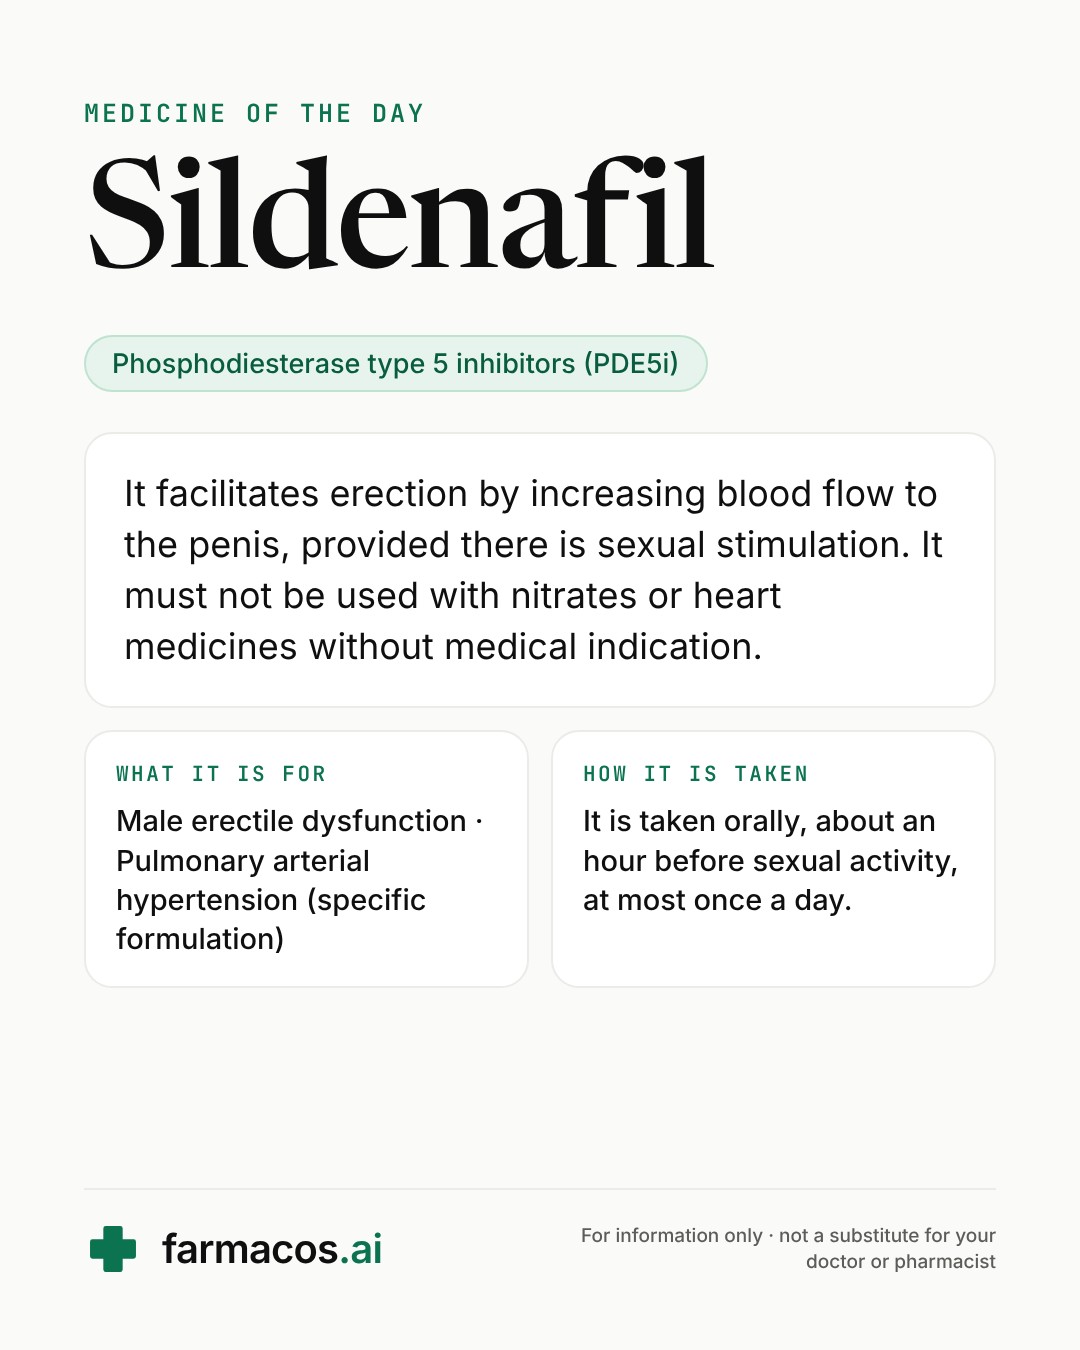 MEDICINE OF THE DAY
Sildenafil
Phosphodiesterase type 5 inhibitors (PDE5i)
It facilitates erection by increasing blood flow to
the penis, provided there is sexual stimulation. It
must not be used with nitrates or heart
medicines without medical indication.
WHAT IT IS FOR
Male erectile dysfunction ·
Pulmonary arterial
hypertension (specific
formulation)
HOW IT IS TAKEN
It is taken orally, about an
hour before sexual activity,
at most once a day.
farmacos.ai
For information only · not a substitute for your
doctor or pharmacist